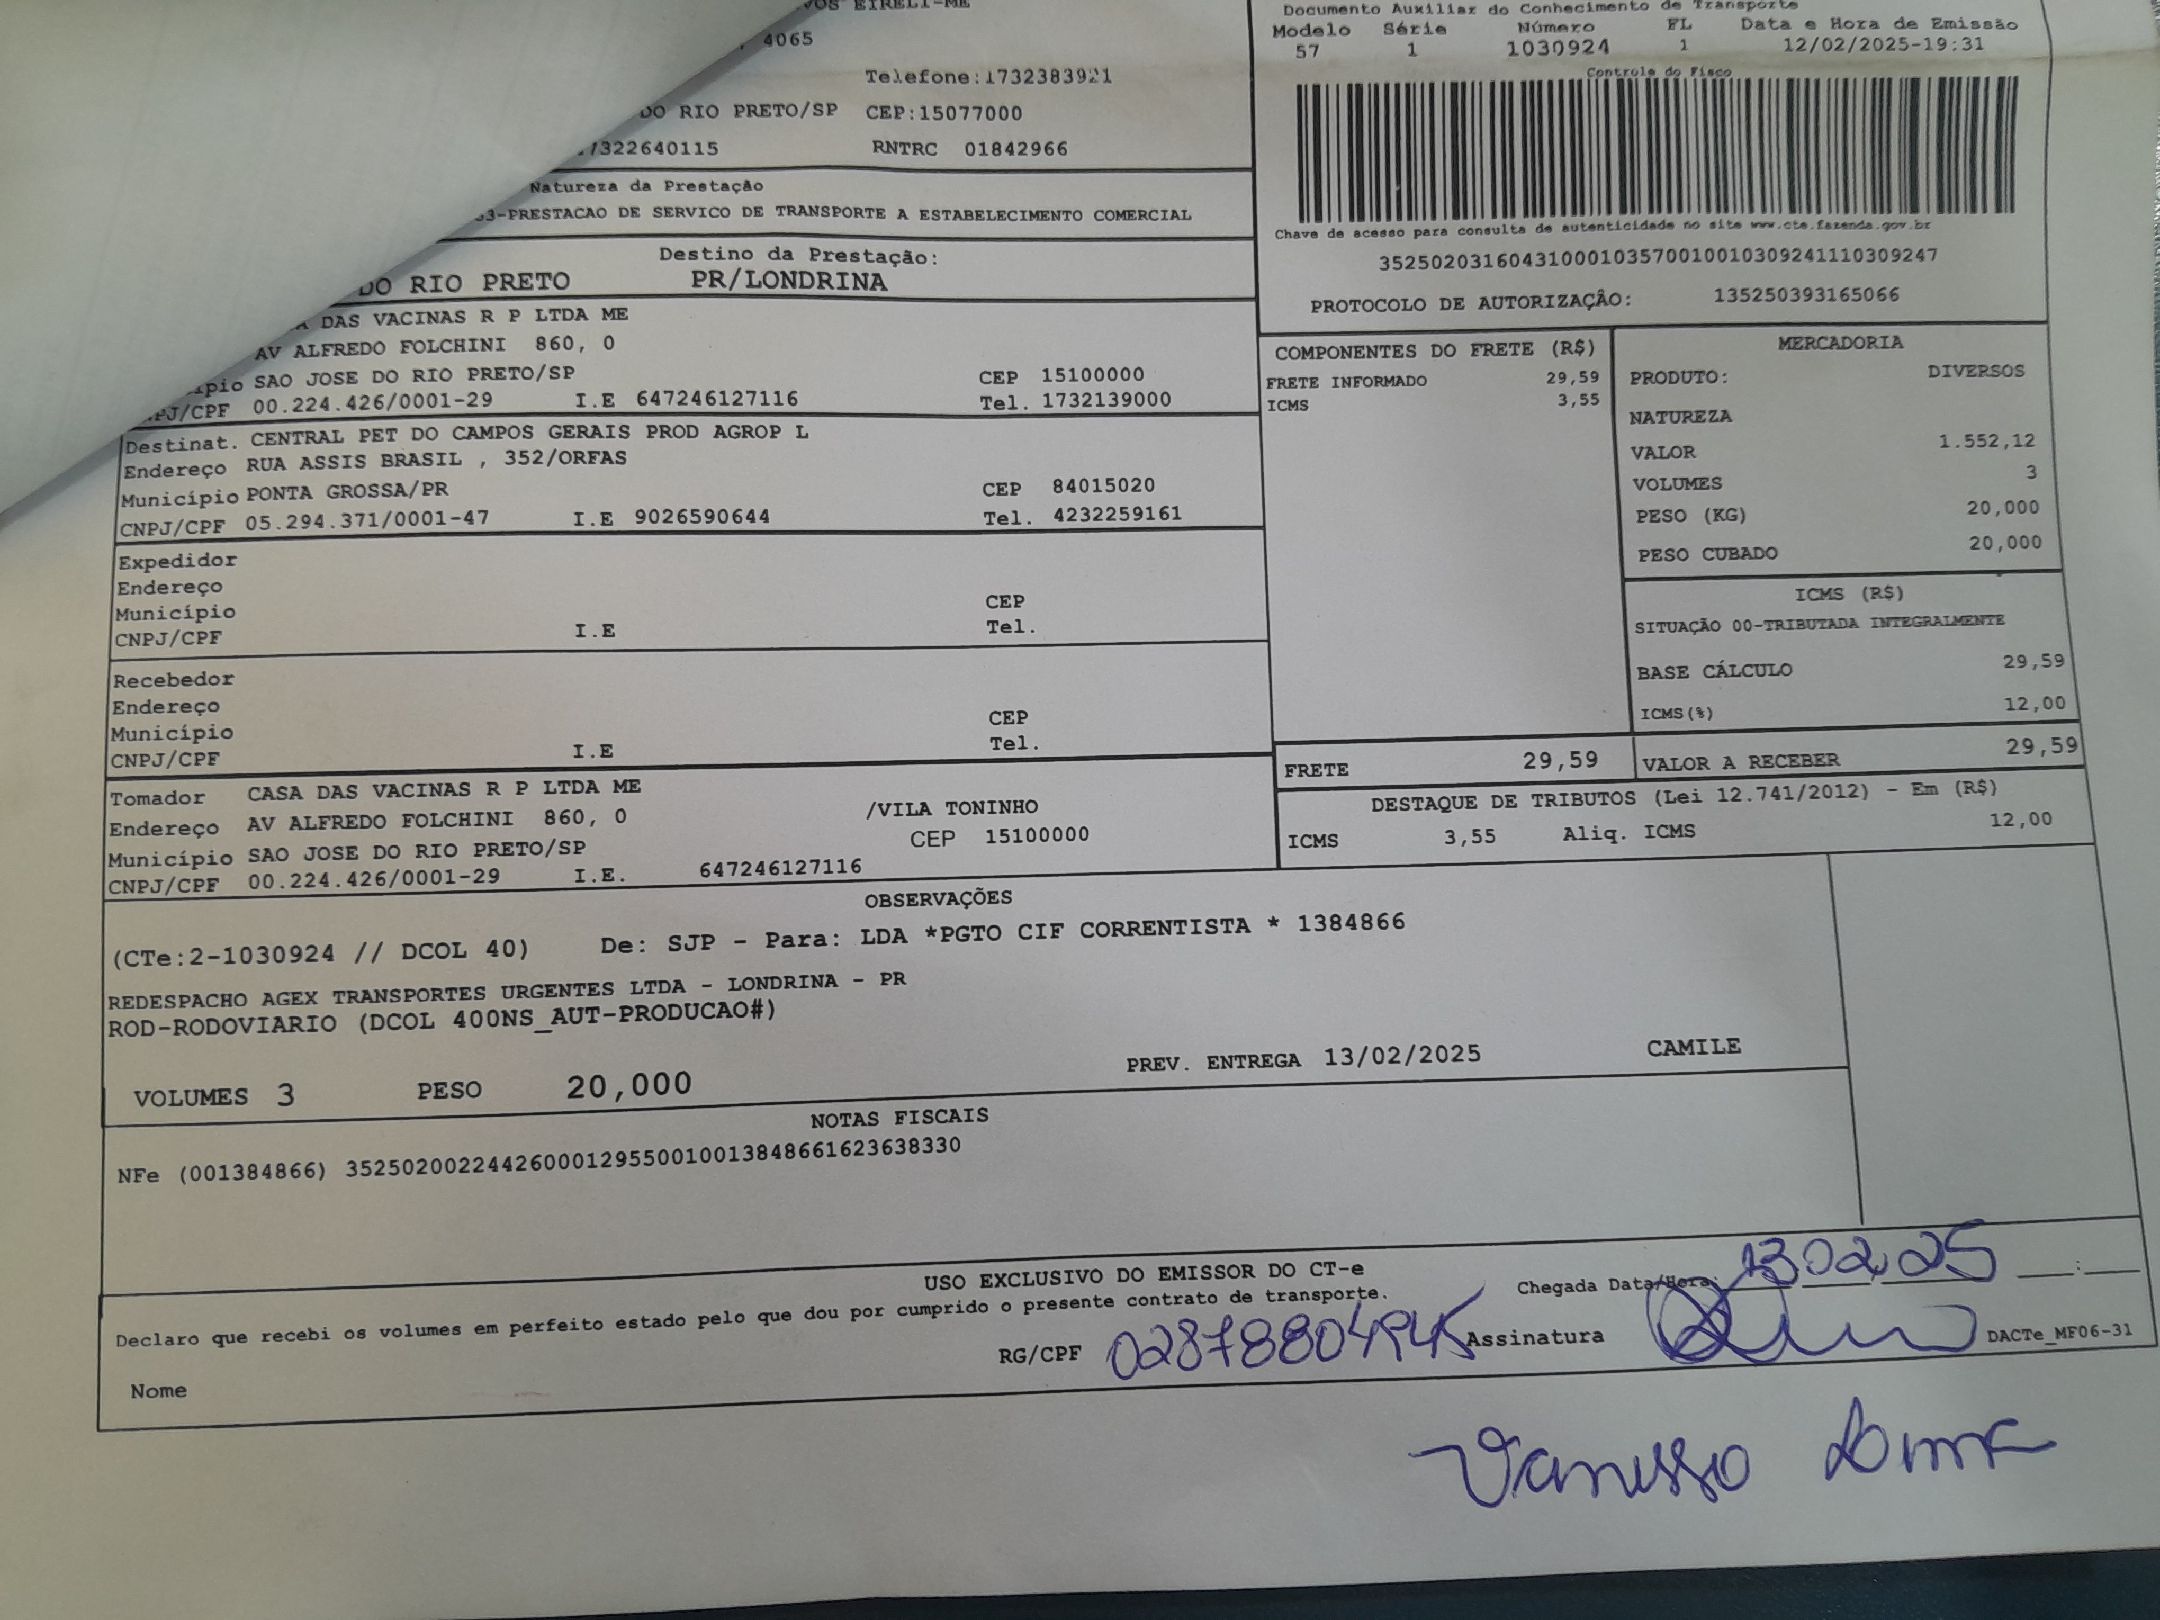 EIRELI-ME
4065
Telefone:1732383921
DO RIO PRETO/SP CEP:15077000
7322640115 RNTRC 01842966
Natureza da Prestação
53-PRESTACAO DE SERVICO DE TRANSPORTE A ESTABELECIMENTO COMERCIAL
Destino da Prestação:
DO RIO PRETO PR/LONDRINA
Documento Auxiliar do Conhecimento de Transporte
Modelo Série Número FL Data e Hora de Emissão
57 1 1030924 1 12/02/2025-19:31
Controle do Fisco
Chave de acesso para consulta de autenticidade no site www.cte.fazenda.gov.br
35250203160431000103570010010309241110309247
PROTOCOLO DE AUTORIZAÇÃO: 135250393165066
A DAS VACINAS R P LTDA ME
AV ALFREDO FOLCHINI 860, 0
ípio SAO JOSE DO RIO PRETO/SP CEP 15100000
CNPJ/CPF 00.224.426/0001-29 I.E 647246127116 Tel. 1732139000
Destinat. CENTRAL PET DO CAMPOS GERAIS PROD AGROP L
Endereço RUA ASSIS BRASIL , 352/ORFAS
Município PONTA GROSSA/PR CEP 84015020
CNPJ/CPF 05.294.371/0001-47 I.E 9026590644 Tel. 4232259161
Expedidor
Endereço
Município CEP
CNPJ/CPF I.E Tel.
Recebedor
Endereço
Município CEP
CNPJ/CPF I.E Tel.
Tomador CASA DAS VACINAS R P LTDA ME
Endereço AV ALFREDO FOLCHINI 860, 0 /VILA TONINHO
Município SAO JOSE DO RIO PRETO/SP CEP 15100000
CNPJ/CPF 00.224.426/0001-29 I.E. 647246127116
COMPONENTES DO FRETE (R$)
FRETE INFORMADO 29,59
ICMS 3,55
MERCADORIA
PRODUTO: DIVERSOS
NATUREZA
VALOR 1.552,12
VOLUMES 3
PESO (KG) 20,000
PESO CUBADO 20,000
ICMS (R$)
SITUAÇÃO 00-TRIBUTADA INTEGRALMENTE
BASE CÁLCULO 29,59
ICMS(%) 12,00
FRETE 29,59 VALOR A RECEBER 29,59
DESTAQUE DE TRIBUTOS (Lei 12.741/2012) - Em (R$)
ICMS 3,55 Aliq. ICMS 12,00
OBSERVAÇÕES
(CTe:2-1030924 // DCOL 40) De: SJP - Para: LDA *PGTO CIF CORRENTISTA * 1384866
REDESPACHO AGEX TRANSPORTES URGENTES LTDA - LONDRINA - PR
ROD-RODOVIARIO (DCOL 400NS_AUT-PRODUCAO#)
PREV. ENTREGA 13/02/2025 CAMILE
VOLUMES 3 PESO 20,000
NOTAS FISCAIS
NFe (001384866) 35250200224426000129550010013848661623638330
USO EXCLUSIVO DO EMISSOR DO CT-e
Chegada Data/Hora: 13 02 25 __:__
Declaro que recebi os volumes em perfeito estado pelo que dou por cumprido o presente contrato de transporte.
RG/CPF Assinatura DACTe_MF06-31
Nome